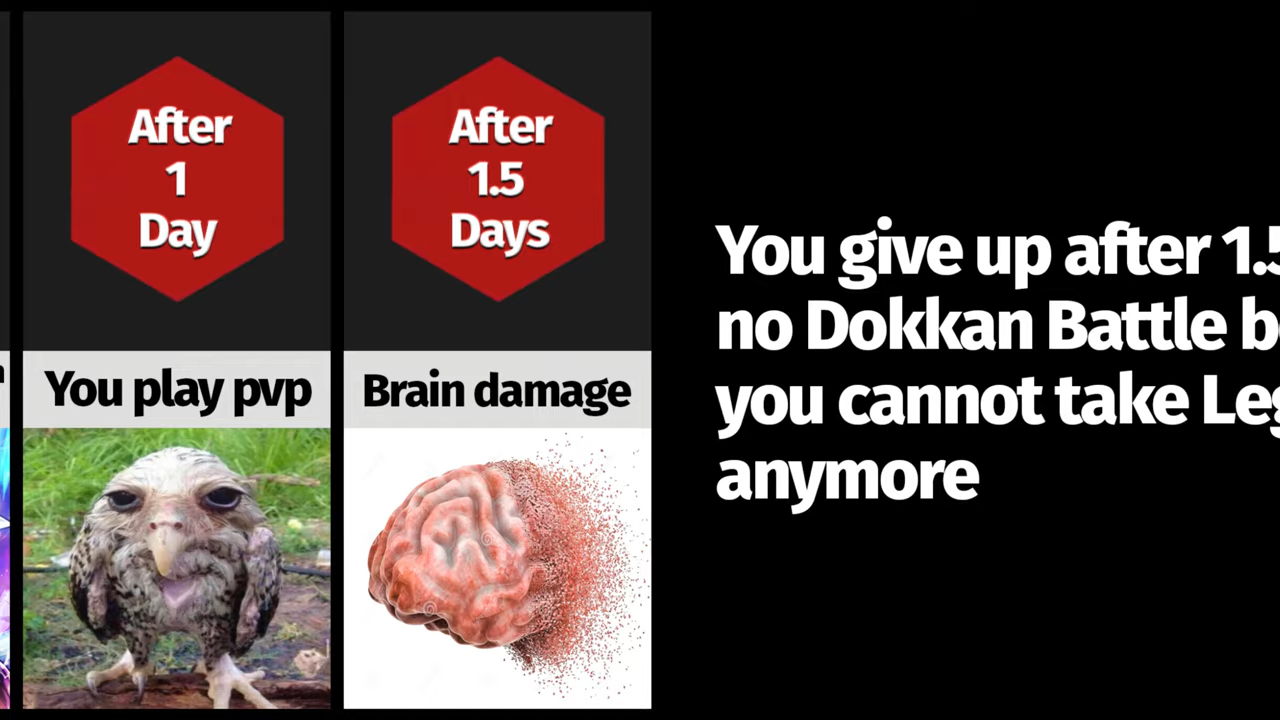 After
1
Day
You play pvp
After
1.5
Days
Brain damage
You give up after
no Dokkan Battle
you cannot take
anymore